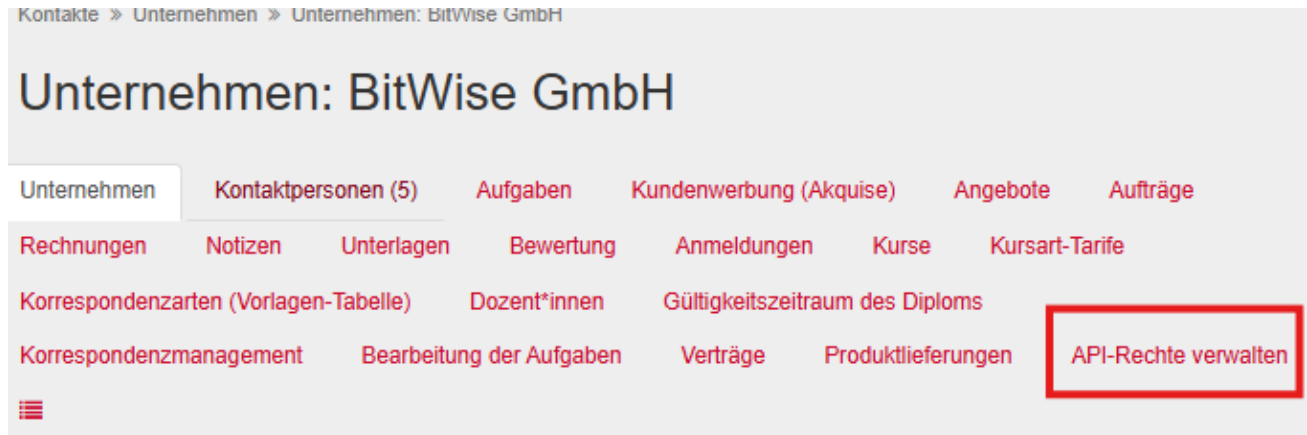 Kontakte » Unternehmen » Unternehmen: BitWise GmbH
Unternehmen: BitWise GmbH
Unternehmen Kontaktpersonen (5) Aufgaben Kundenwerbung (Akquise) Angebote Aufträge
Rechnungen Notizen Unterlagen Bewertung Anmeldungen Kurse Kursart-Tarife
Korrespondenzarten (Vorlagen-Tabelle) Dozent*innen Gültigkeitszeitraum des Diploms
Korrespondenzmanagement Bearbeitung der Aufgaben Verträge Produktlieferungen API-Rechte verwalten